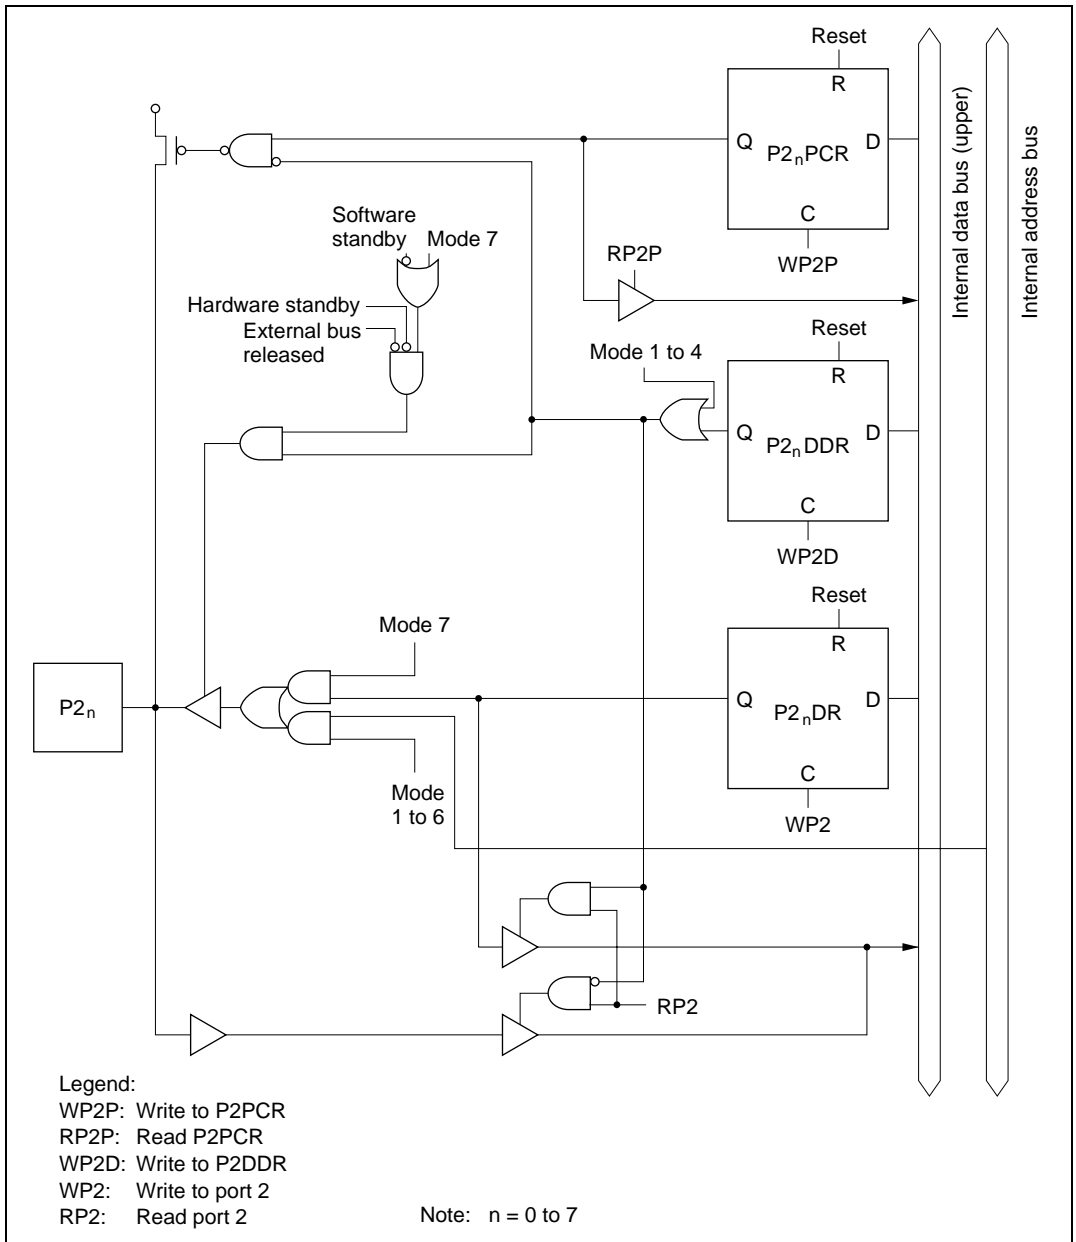 Reset
R
Q
P2nPCR
D
C
WP2P
Internal data bus (upper)
Internal address bus
Software
standby
Mode 7
RP2P
Hardware standby
External bus
released
Reset
Mode 1 to 4
R
Q
P2nDDR
D
C
WP2D
Reset
Mode 7
R
P2n
Q
P2nDR
D
C
Mode
1 to 6
WP2
RP2
Legend:
WP2P: Write to P2PCR
RP2P: Read P2PCR
WP2D: Write to P2DDR
WP2: Write to port 2
RP2: Read port 2
Note: n = 0 to 7